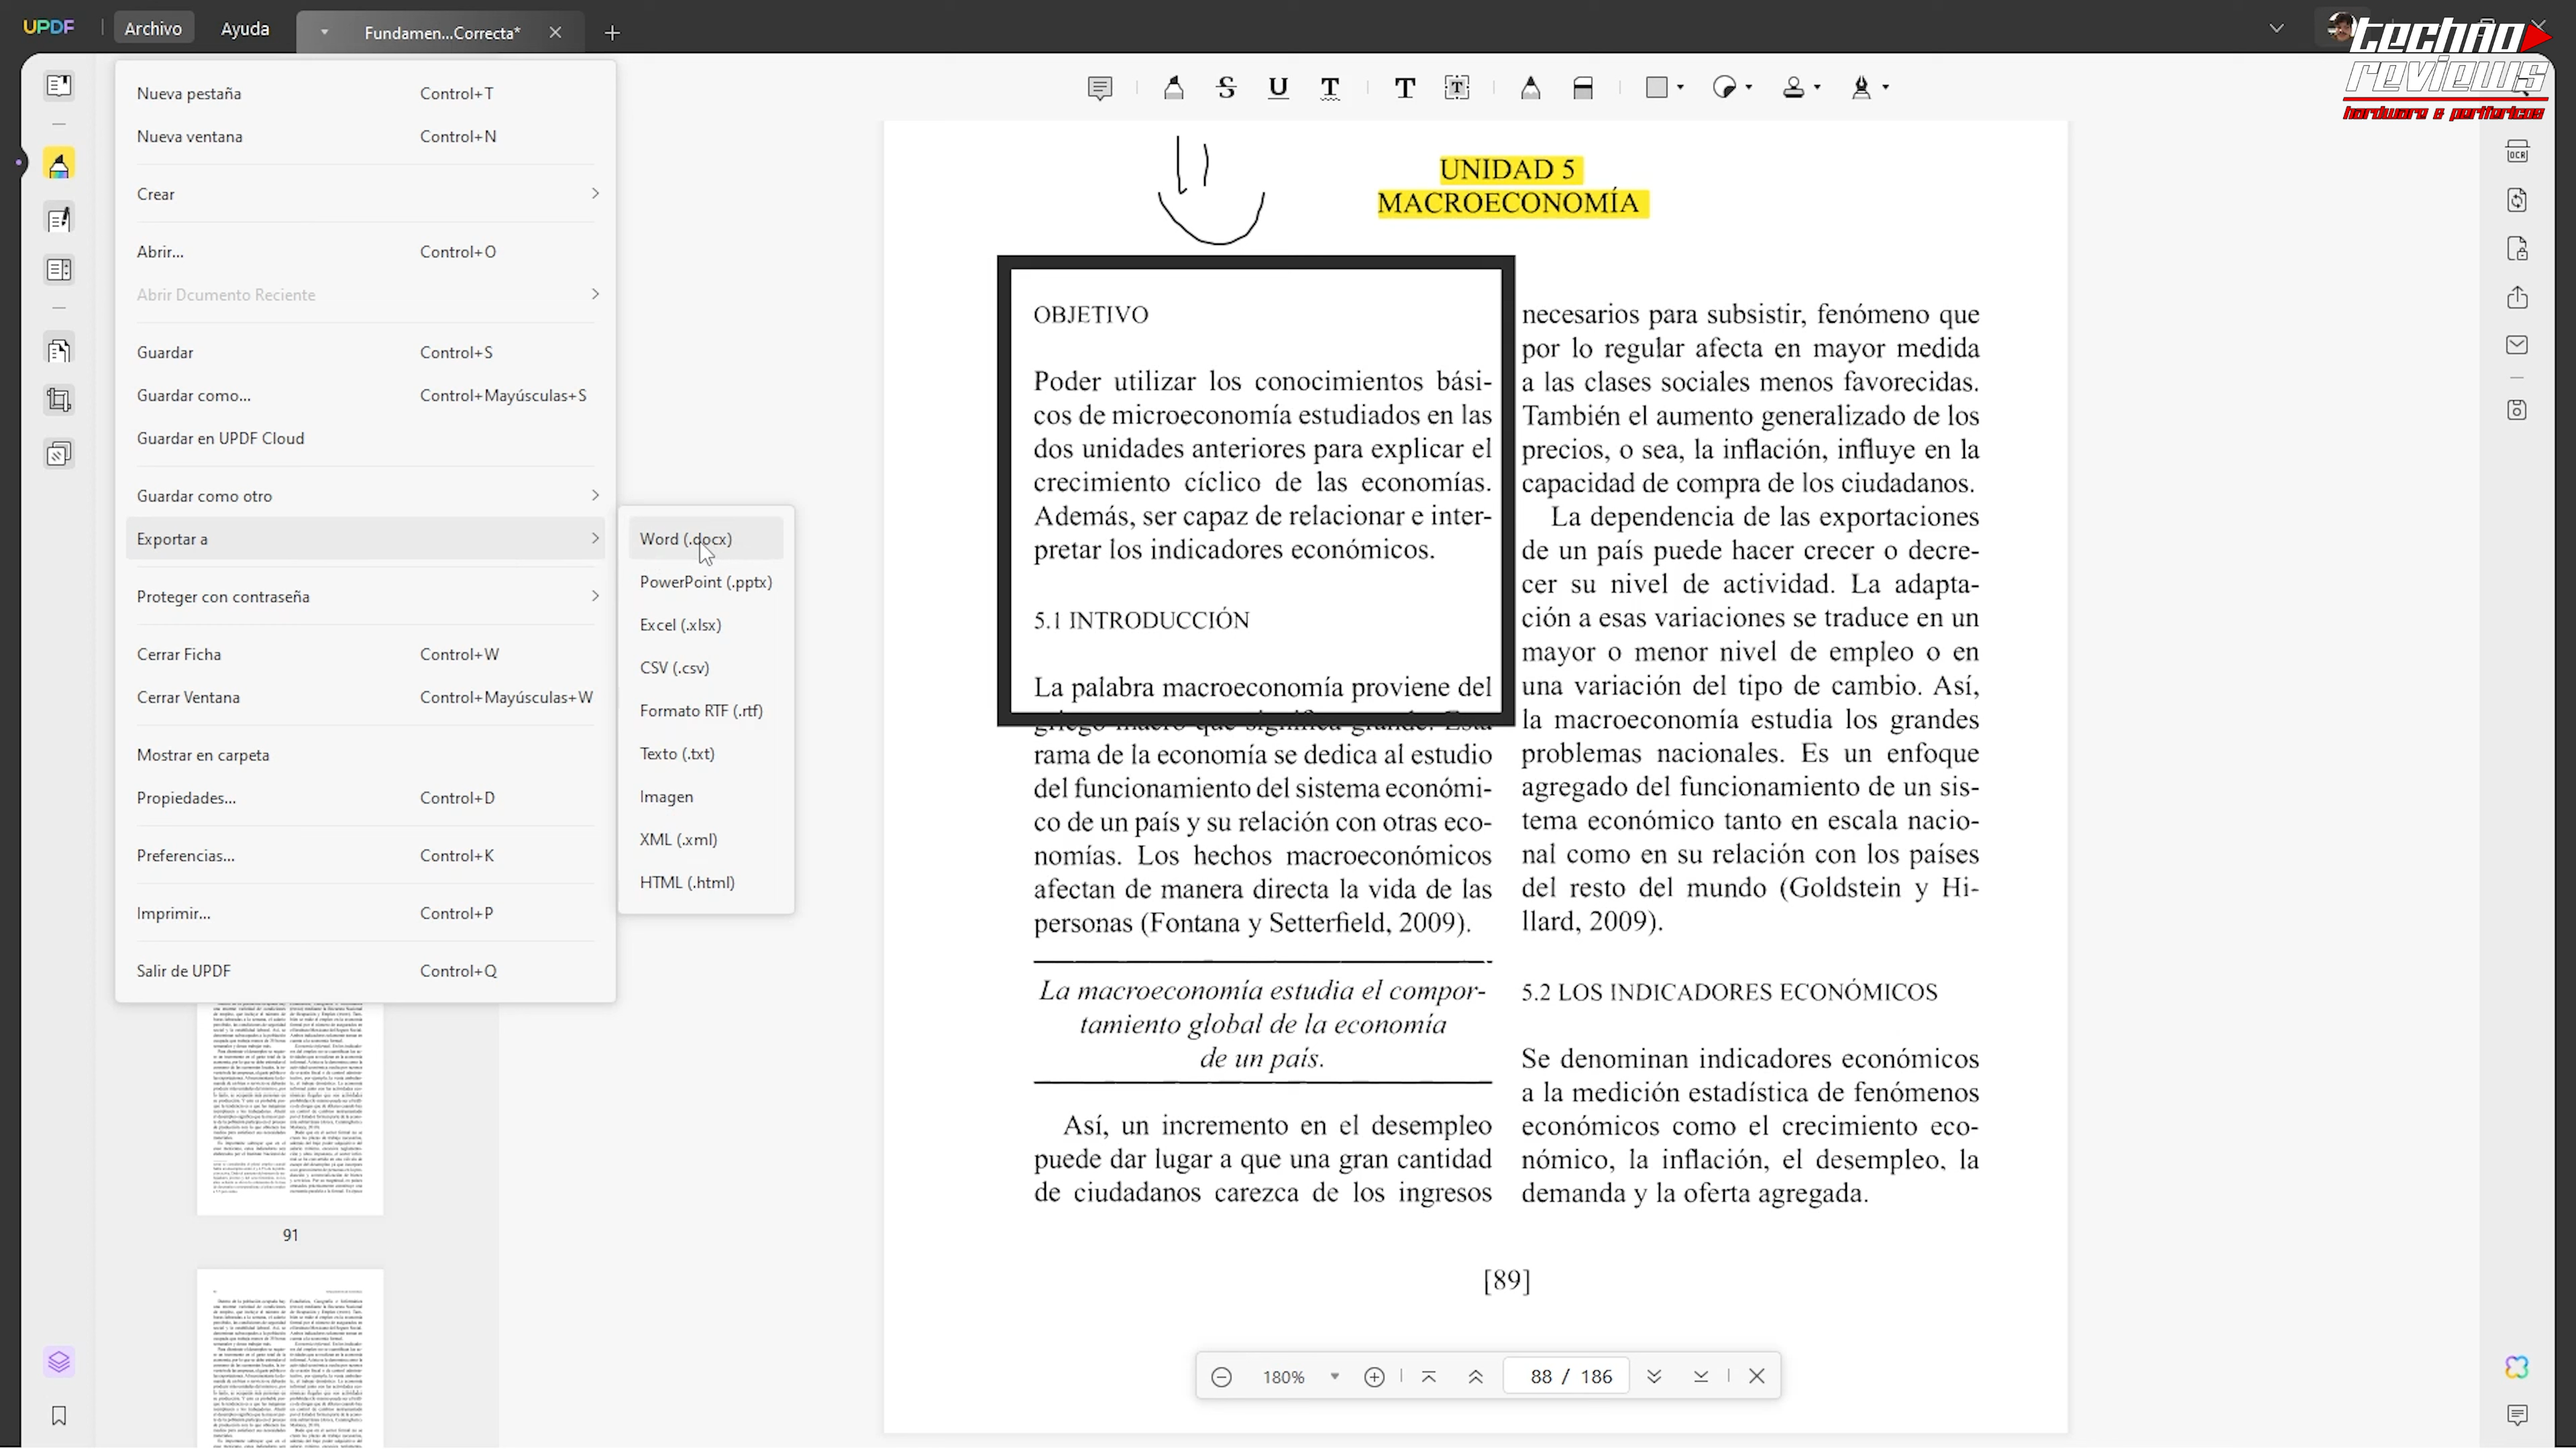 UPDF
Archivo
Ayuda
Fundamen...Correcta*
techAO
reviews
hardware & perifericos
Nueva pestaña Control+T
Nueva ventana Control+N
Crear
Abrir... Control+O
Abrir Dcumento Reciente
Guardar Control+S
Guardar como... Control+Mayúsculas+S
Guardar en UPDF Cloud
Guardar como otro
Exportar a
Proteger con contraseña
Cerrar Ficha Control+W
Cerrar Ventana Control+Mayúsculas+W
Mostrar en carpeta
Propiedades... Control+D
Preferencias... Control+K
Imprimir... Control+P
Salir de UPDF Control+Q
Word (.docx)
PowerPoint (.pptx)
Excel (.xlsx)
CSV (.csv)
Formato RTF (.rtf)
Texto (.txt)
Imagen
XML (.xml)
HTML (.html)
91
OCR
UNIDAD 5
MACROECONOMÍA
OBJETIVO
Poder utilizar los conocimientos bási-
cos de microeconomía estudiados en las
dos unidades anteriores para explicar el
crecimiento cíclico de las economías.
Además, ser capaz de relacionar e inter-
pretar los indicadores económicos.
5.1 INTRODUCCIÓN
La palabra macroeconomía proviene del
griego macro que significa grande. Esta
rama de la economía se dedica al estudio
del funcionamiento del sistema económi-
co de un país y su relación con otras eco-
nomías. Los hechos macroeconómicos
afectan de manera directa la vida de las
personas (Fontana y Setterfield, 2009).
La macroeconomía estudia el compor-
tamiento global de la economía
de un país.
Así, un incremento en el desempleo
puede dar lugar a que una gran cantidad
de ciudadanos carezca de los ingresos
necesarios para subsistir, fenómeno que
por lo regular afecta en mayor medida
a las clases sociales menos favorecidas.
También el aumento generalizado de los
precios, o sea, la inflación, influye en la
capacidad de compra de los ciudadanos.
La dependencia de las exportaciones
de un país puede hacer crecer o decre-
cer su nivel de actividad. La adapta-
ción a esas variaciones se traduce en un
mayor o menor nivel de empleo o en
una variación del tipo de cambio. Así,
la macroeconomía estudia los grandes
problemas nacionales. Es un enfoque
agregado del funcionamiento de un sis-
tema económico tanto en escala nacio-
nal como en su relación con los países
del resto del mundo (Goldstein y Hi-
llard, 2009).
5.2 LOS INDICADORES ECONÓMICOS
Se denominan indicadores económicos
a la medición estadística de fenómenos
económicos como el crecimiento eco-
nómico, la inflación, el desempleo, la
demanda y la oferta agregada.
[89]
180%
88 / 186